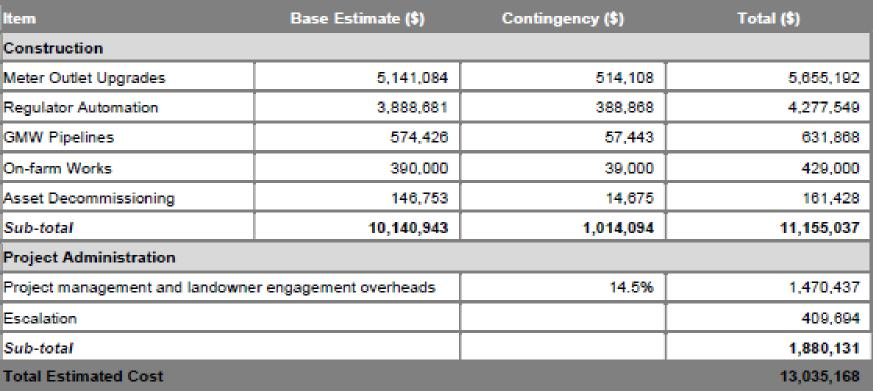 Item Base Estimate ($) Contingency ($) Total ($)
Construction
Meter Outlet Upgrades 5,141,084 514,108 5,655,192
Regulator Automation 3,888,681 388,868 4,277,549
GMW Pipelines 574,426 57,443 631,868
On-farm Works 390,000 39,000 429,000
Asset Decommissioning 146,753 14,675 161,428
Sub-total 10,140,943 1,014,094 11,155,037
Project Administration
Project management and landowner engagement overheads 14.5% 1,470,437
Escalation 409,694
Sub-total 1,880,131
Total Estimated Cost 13,035,168